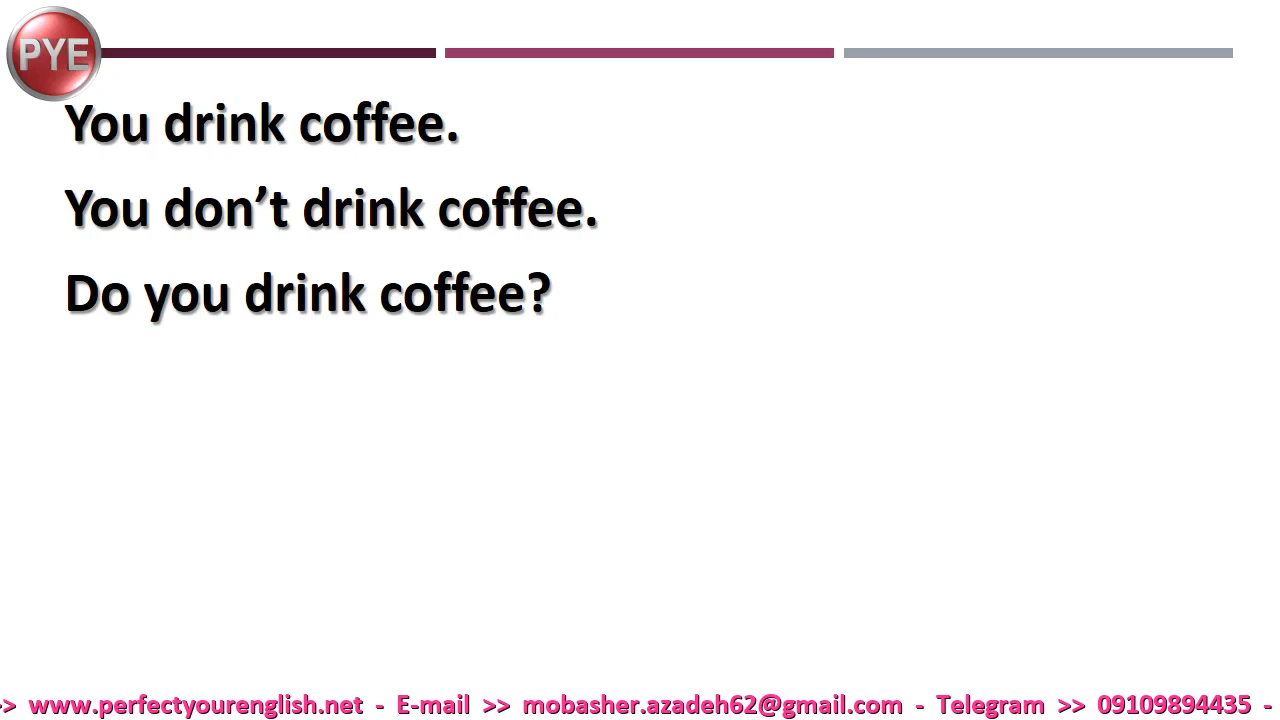 PYE
You drink coffee.
You don’t drink coffee.
Do you drink coffee?
>> www.perfectyourenglish.net - E-mail >> mobasher.azadeh62@gmail.com - Telegram >> 09109894435 -